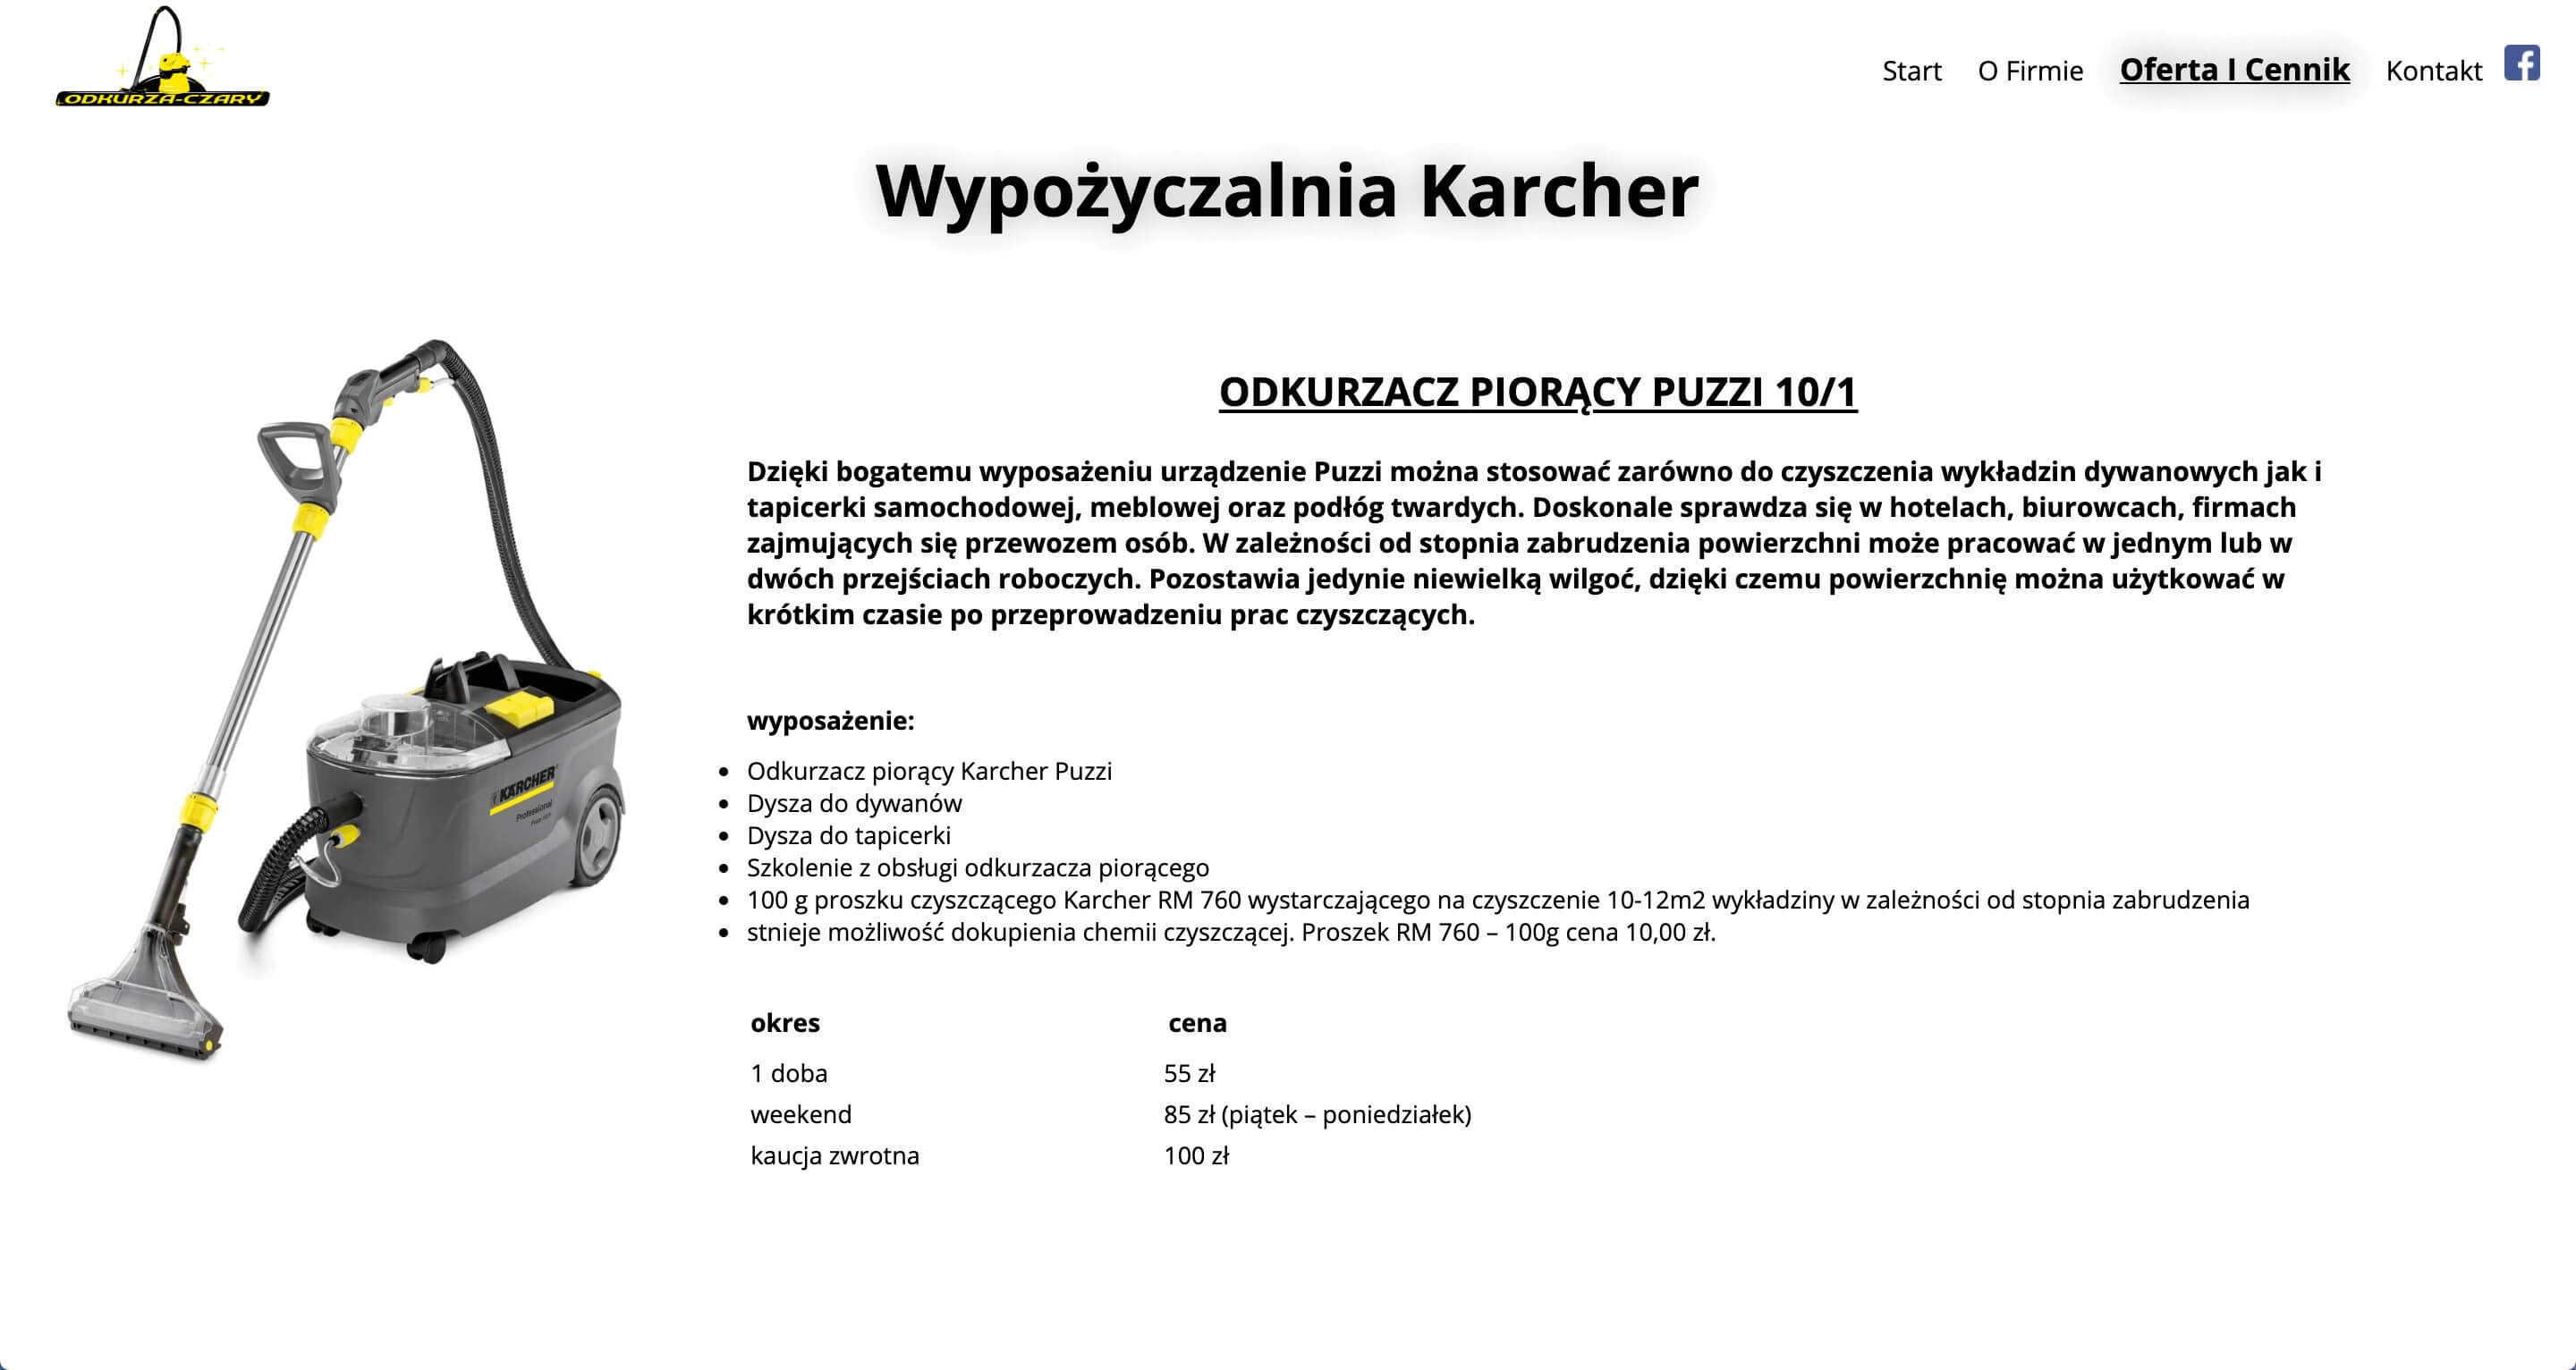 ODKURZA-CZARY
Start O Firmie Oferta I Cennik Kontakt
Wypożyczalnia Karcher
ODKURZACZ PIORĄCY PUZZI 10/1
Dzięki bogatemu wyposażeniu urządzenie Puzzi można stosować zarówno do czyszczenia wykładzin dywanowych jak i
tapicerki samochodowej, meblowej oraz podłóg twardych. Doskonale sprawdza się w hotelach, biurowcach, firmach
zajmujących się przewozem osób. W zależności od stopnia zabrudzenia powierzchni może pracować w jednym lub w
dwóch przejściach roboczych. Pozostawia jedynie niewielką wilgoć, dzięki czemu powierzchnię można użytkować w
krótkim czasie po przeprowadzeniu prac czyszczących.
KÄRCHER
Professional
wyposażenie:
• Odkurzacz piorący Karcher Puzzi
• Dysza do dywanów
• Dysza do tapicerki
• Szkolenie z obsługi odkurzacza piorącego
• 100 g proszku czyszczącego Karcher RM 760 wystarczającego na czyszczenie 10-12m2 wykładziny w zależności od stopnia zabrudzenia
• stnieje możliwość dokupienia chemii czyszczącej. Proszek RM 760 – 100g cena 10,00 zł.
okres cena
1 doba 55 zł
weekend 85 zł (piątek – poniedziałek)
kaucja zwrotna 100 zł